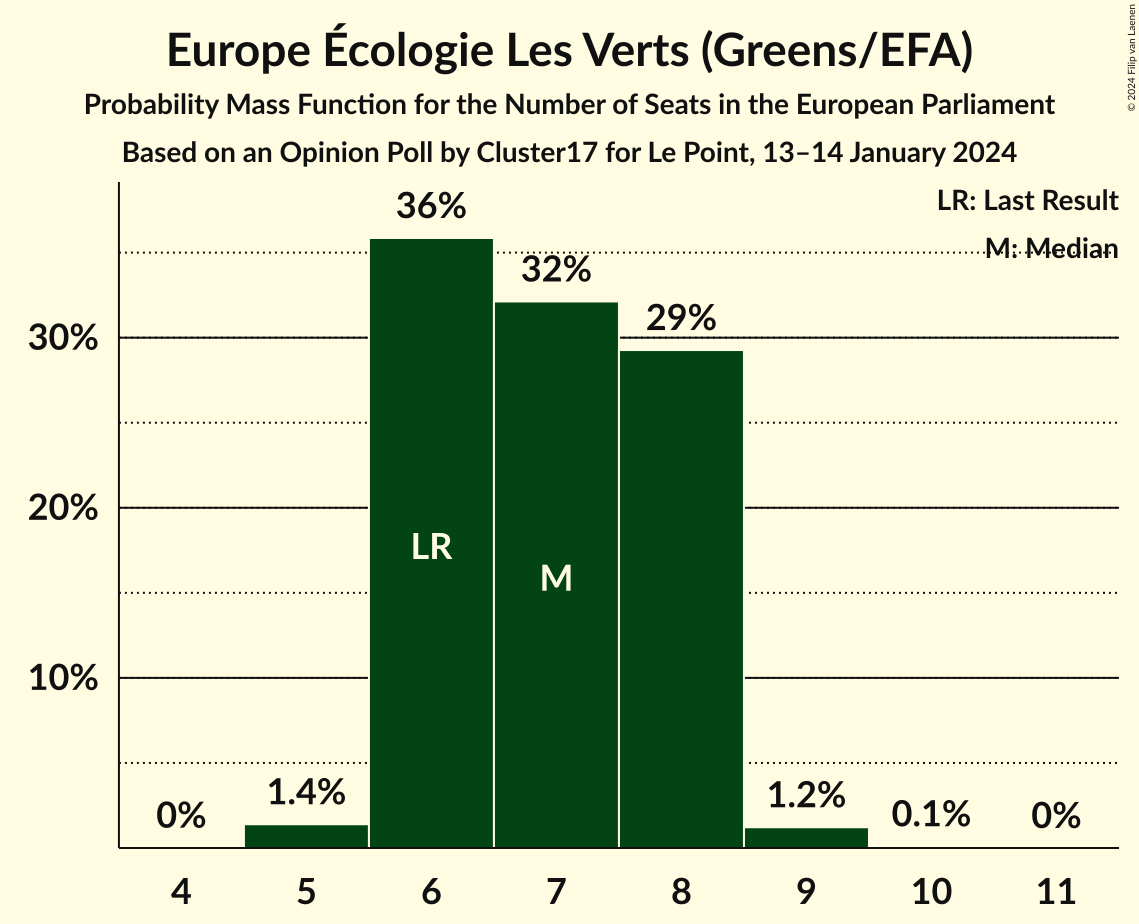 Europe Écologie Les Verts (Greens/EFA)
Probability Mass Function for the Number of Seats in the European Parliament
Based on an Opinion Poll by Cluster17 for Le Point, 13–14 January 2024
© 2024 Filip van Laenen
LR: Last Result
M: Median
36%
32%
29%
30%
20%
10%
LR
M
0%
1.4%
1.2%
0.1%
0%
4 5 6 7 8 9 10 11